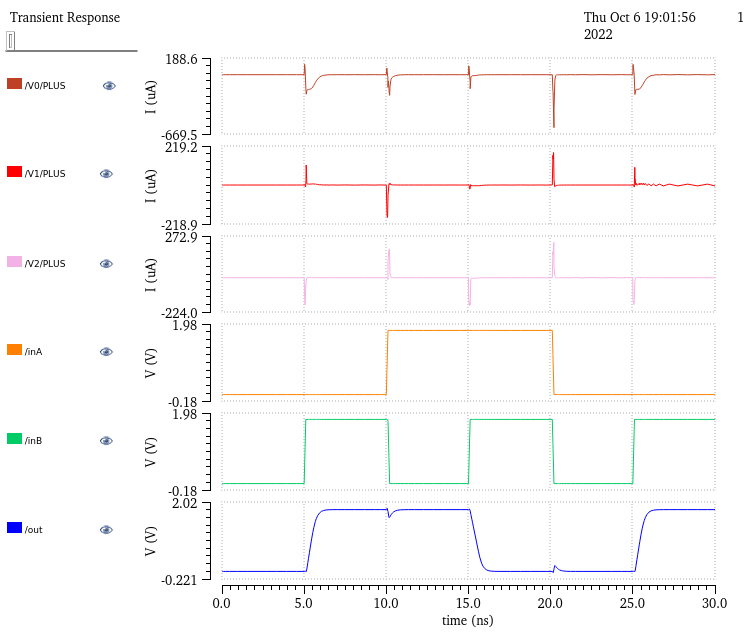 Transient Response
Thu Oct 6 19:01:56 1
2022
/V0/PLUS
I (uA)
188.6
-669.5
/V1/PLUS
I (uA)
219.2
-218.9
/V2/PLUS
I (uA)
272.9
-224.0
/inA
V (V)
1.98
-0.18
/inB
V (V)
1.98
-0.18
/out
V (V)
2.02
-0.221
0.0 5.0 10.0 15.0 20.0 25.0 30.0
time (ns)